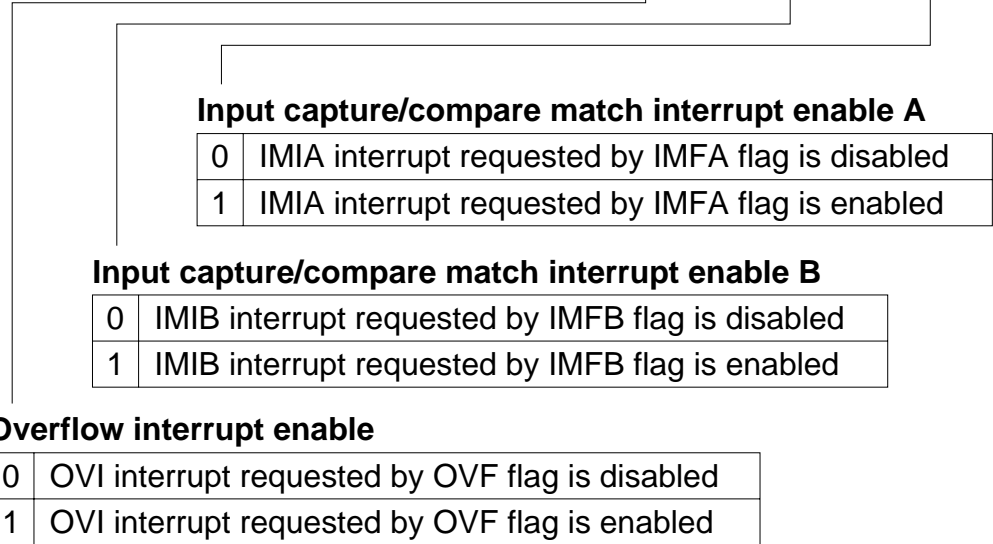 Input capture/compare match interrupt enable A
0 IMIA interrupt requested by IMFA flag is disabled
1 IMIA interrupt requested by IMFA flag is enabled
Input capture/compare match interrupt enable B
0 IMIB interrupt requested by IMFB flag is disabled
1 IMIB interrupt requested by IMFB flag is enabled
Overflow interrupt enable
0 OVI interrupt requested by OVF flag is disabled
1 OVI interrupt requested by OVF flag is enabled